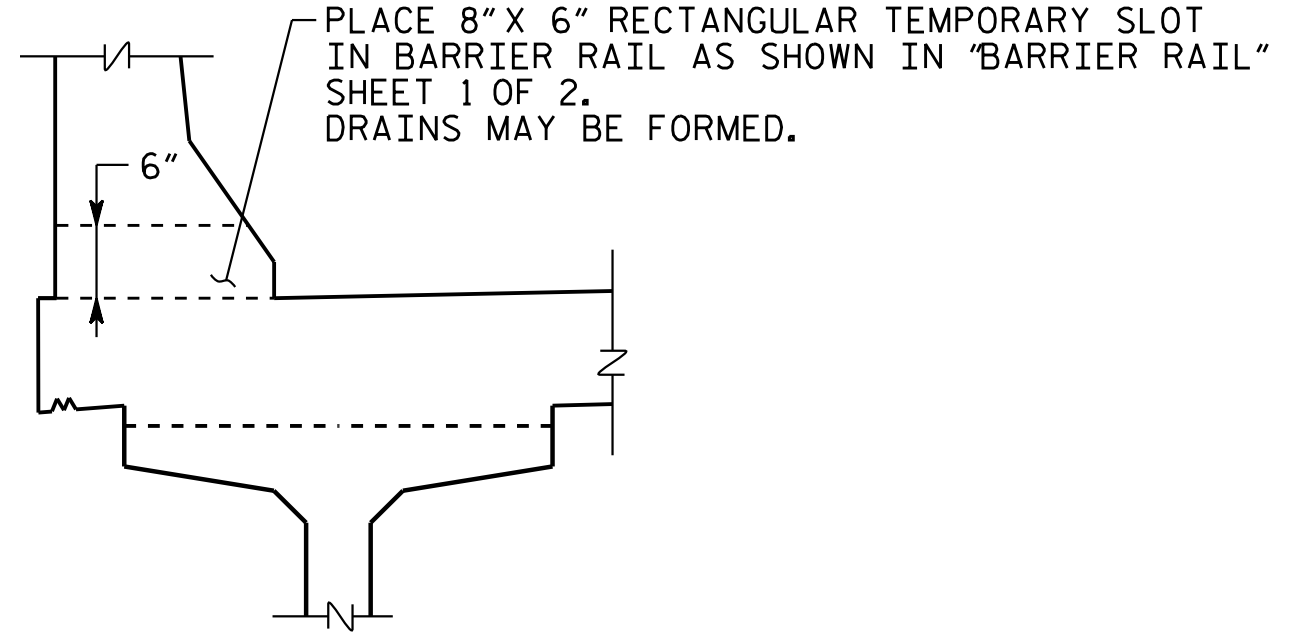 PLACE 8"X 6" RECTANGULAR TEMPORARY SLOT
IN BARRIER RAIL AS SHOWN IN "BARRIER RAIL"
SHEET 1 OF 2.
DRAINS MAY BE FORMED.
6"